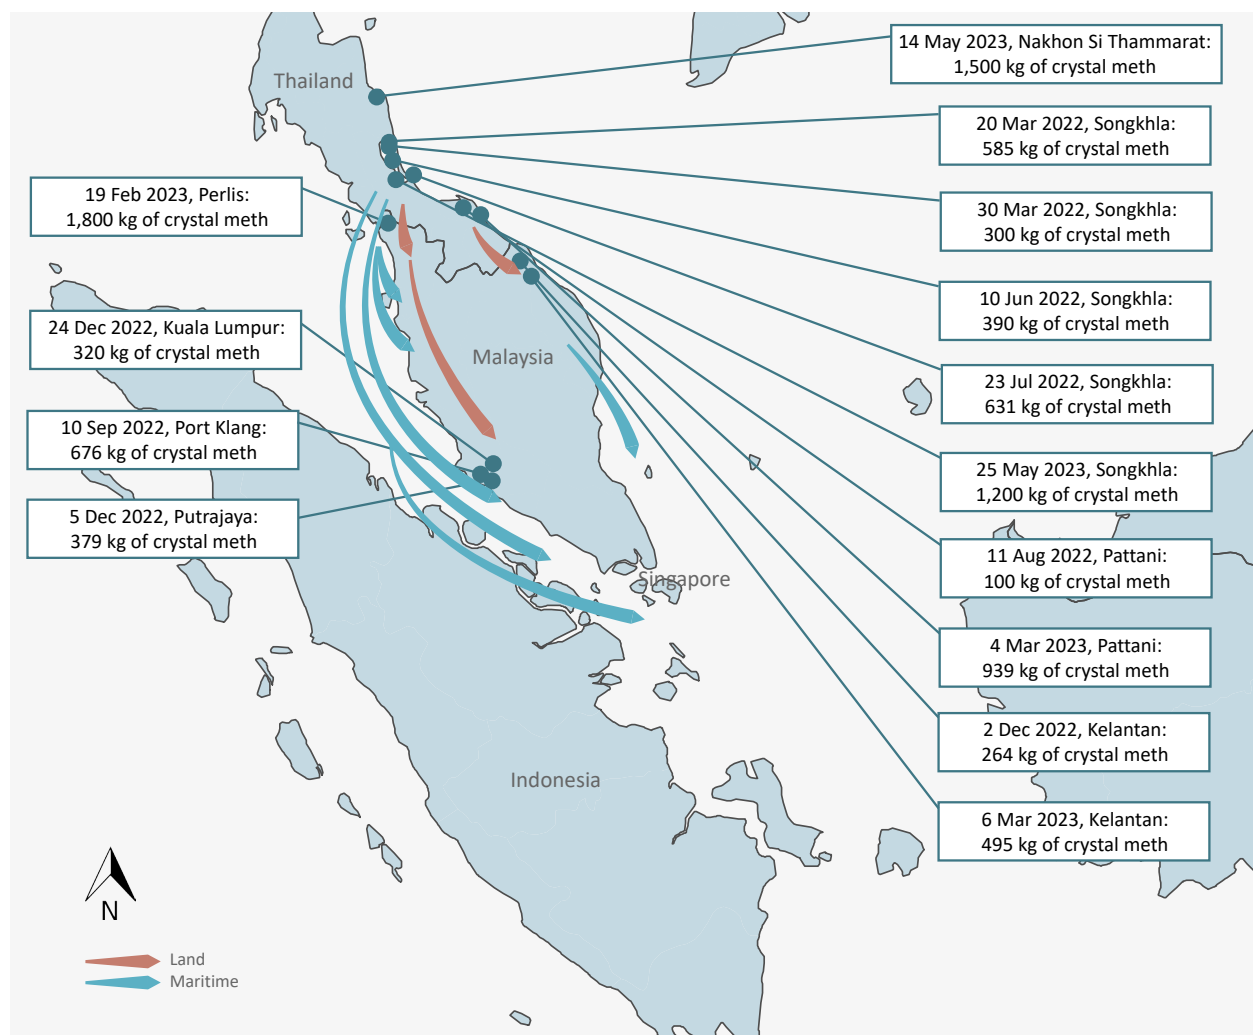 14 May 2023, Nakhon Si Thammarat:
1,500 kg of crystal meth
Thailand
20 Mar 2022, Songkhla:
585 kg of crystal meth
19 Feb 2023, Perlis:
1,800 kg of crystal meth
30 Mar 2022, Songkhla:
300 kg of crystal meth
10 Jun 2022, Songkhla:
390 kg of crystal meth
24 Dec 2022, Kuala Lumpur:
320 kg of crystal meth
Malaysia
23 Jul 2022, Songkhla:
631 kg of crystal meth
10 Sep 2022, Port Klang:
676 kg of crystal meth
25 May 2023, Songkhla:
1,200 kg of crystal meth
5 Dec 2022, Putrajaya:
379 kg of crystal meth
11 Aug 2022, Pattani:
100 kg of crystal meth
Singapore
4 Mar 2023, Pattani:
939 kg of crystal meth
2 Dec 2022, Kelantan:
264 kg of crystal meth
Indonesia
6 Mar 2023, Kelantan:
495 kg of crystal meth
N
Land
Maritime